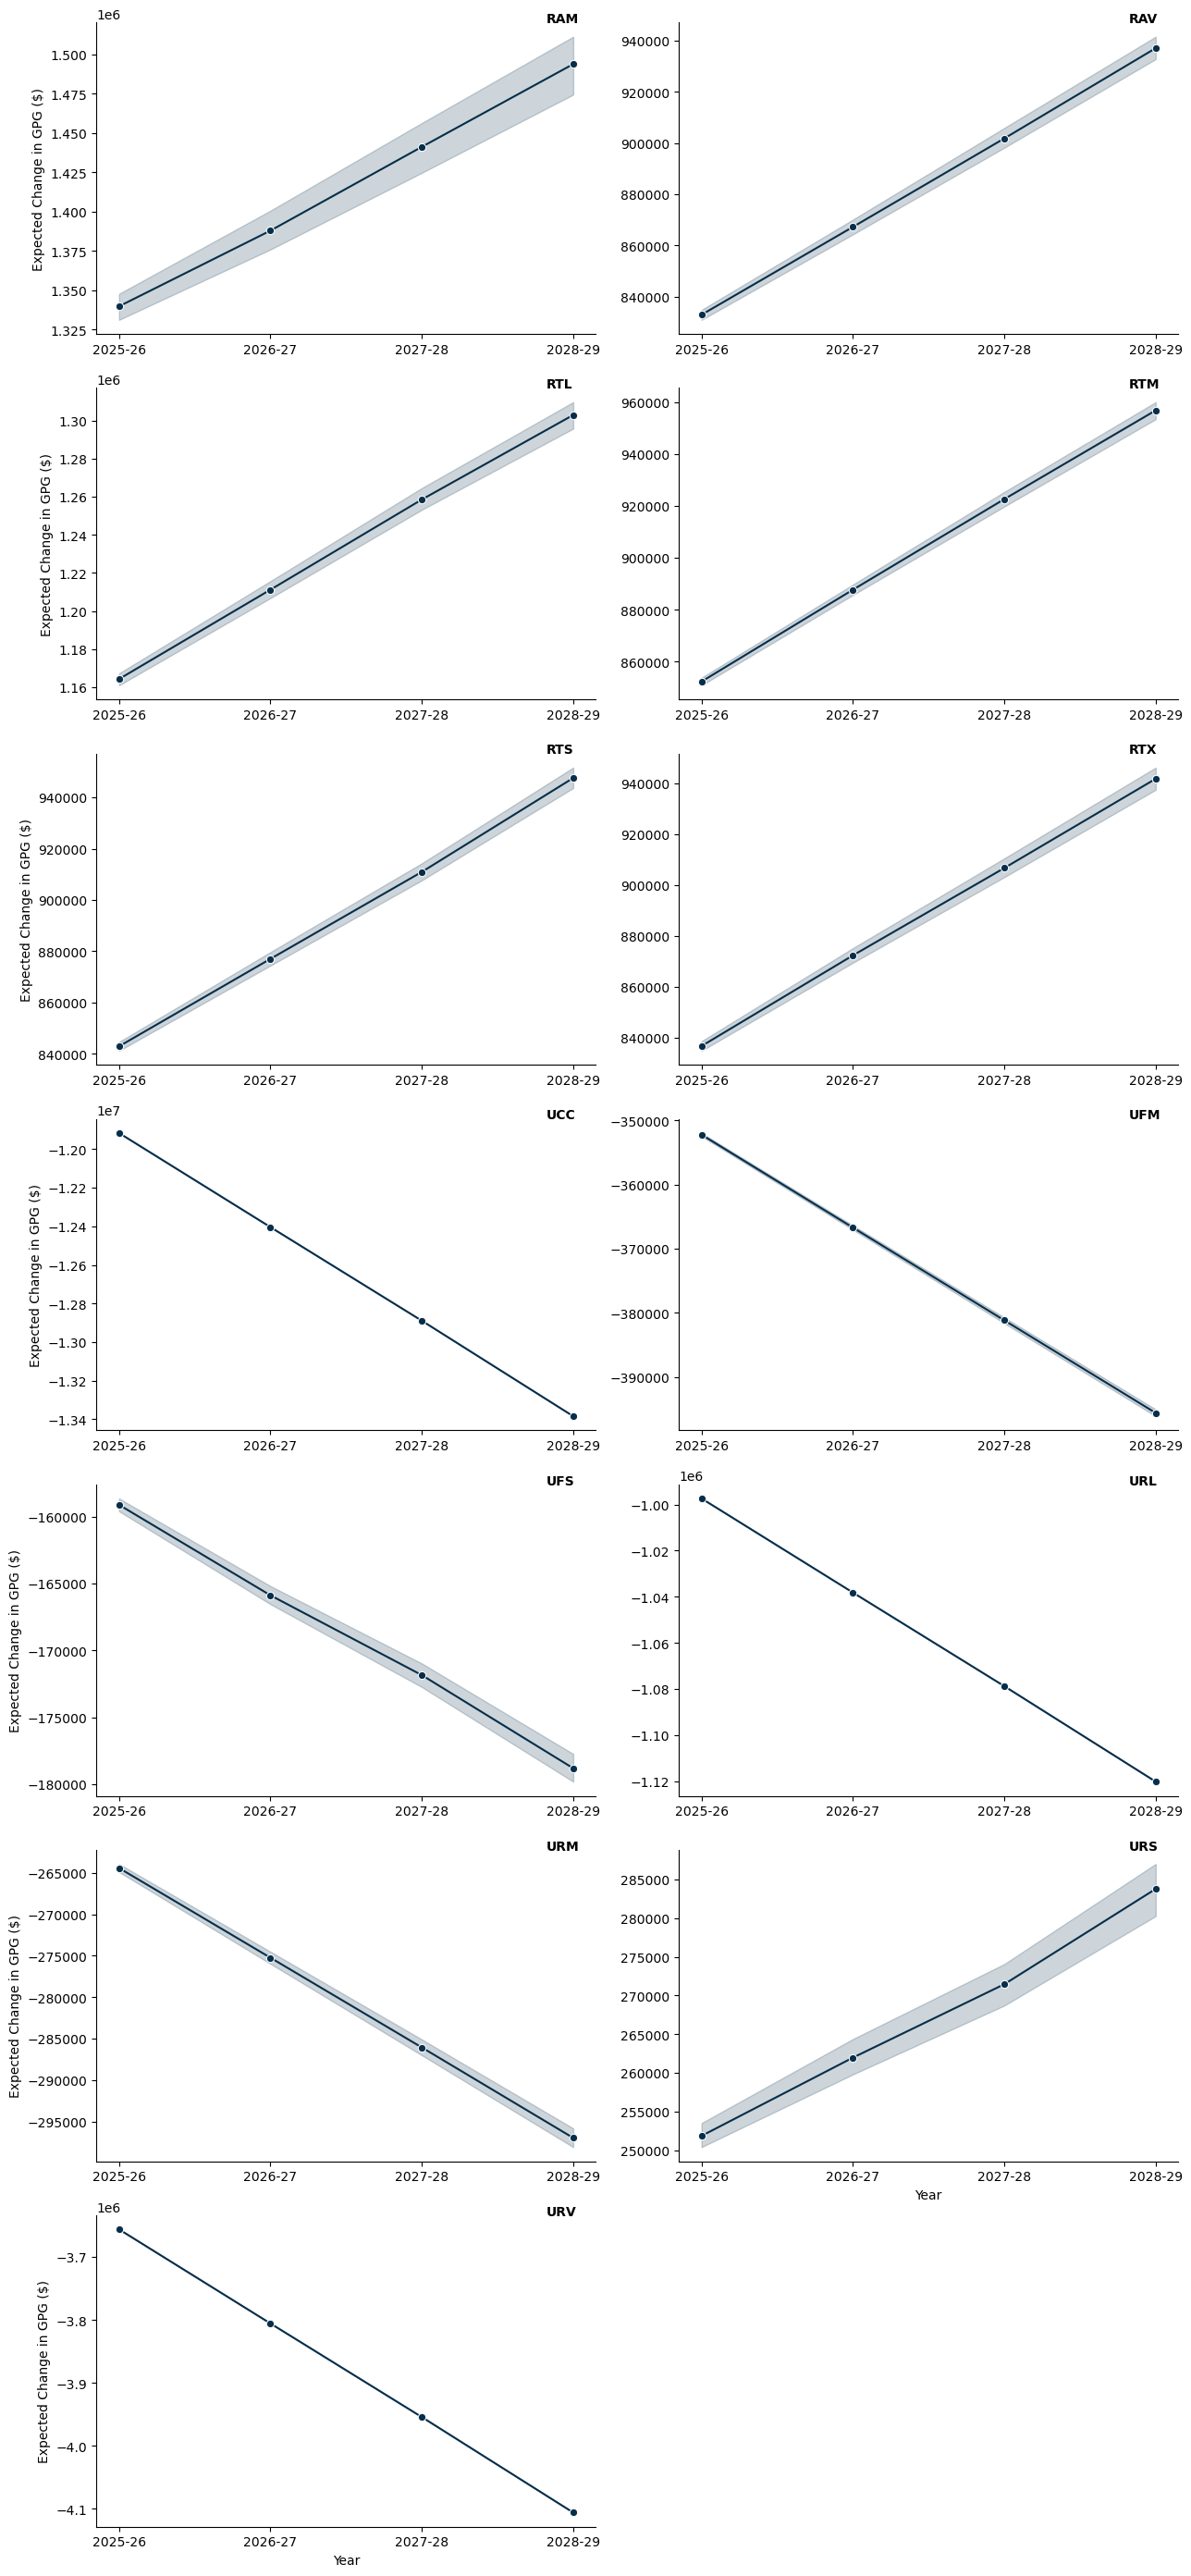 1e6
RAM
Expected Change in GPG ($)
1.500
1.475
1.450
1.425
1.400
1.375
1.350
1.325
2025-26 2026-27 2027-28 2028-29
RAV
940000
920000
900000
880000
860000
840000
2025-26 2026-27 2027-28 2028-29
1e6
RTL
Expected Change in GPG ($)
1.30
1.28
1.26
1.24
1.22
1.20
1.18
1.16
2025-26 2026-27 2027-28 2028-29
RTM
960000
940000
920000
900000
880000
860000
2025-26 2026-27 2027-28 2028-29
RTS
Expected Change in GPG ($)
940000
920000
900000
880000
860000
840000
2025-26 2026-27 2027-28 2028-29
RTX
940000
920000
900000
880000
860000
840000
2025-26 2026-27 2027-28 2028-29
1e7
UCC
Expected Change in GPG ($)
−1.20
−1.22
−1.24
−1.26
−1.28
−1.30
−1.32
−1.34
2025-26 2026-27 2027-28 2028-29
UFM
−350000
−360000
−370000
−380000
−390000
2025-26 2026-27 2027-28 2028-29
UFS
Expected Change in GPG ($)
−160000
−165000
−170000
−175000
−180000
2025-26 2026-27 2027-28 2028-29
1e6
URL
−1.00
−1.02
−1.04
−1.06
−1.08
−1.10
−1.12
2025-26 2026-27 2027-28 2028-29
URM
Expected Change in GPG ($)
−265000
−270000
−275000
−280000
−285000
−290000
−295000
2025-26 2026-27 2027-28 2028-29
URS
285000
280000
275000
270000
265000
260000
255000
250000
2025-26 2026-27 2027-28 2028-29
Year
1e6
URV
Expected Change in GPG ($)
−3.7
−3.8
−3.9
−4.0
−4.1
2025-26 2026-27 2027-28 2028-29
Year